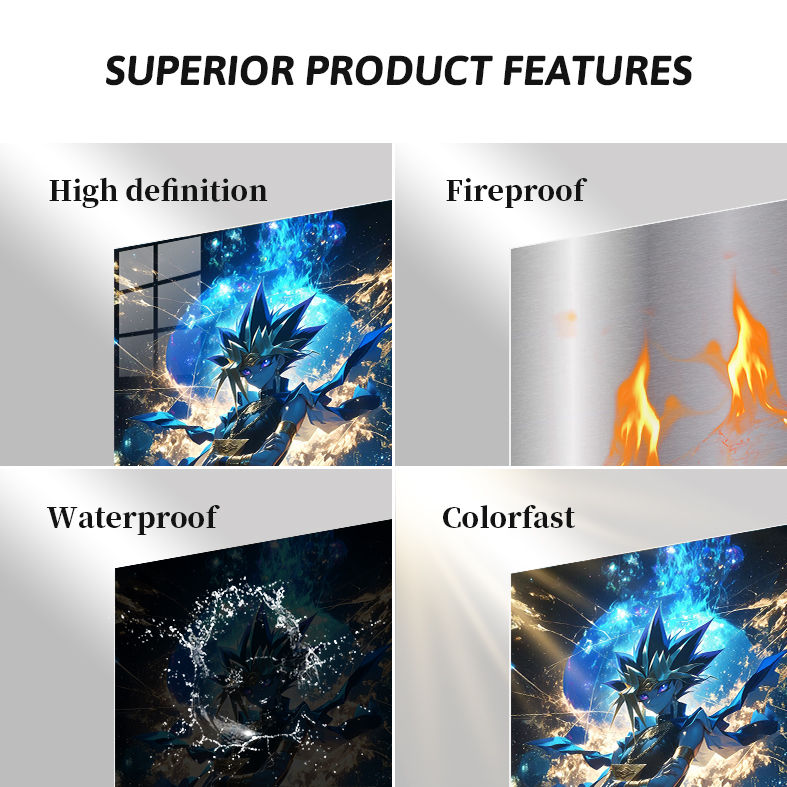 SUPERIOR PRODUCT FEATURES
High definition
Fireproof
Waterproof
Colorfast